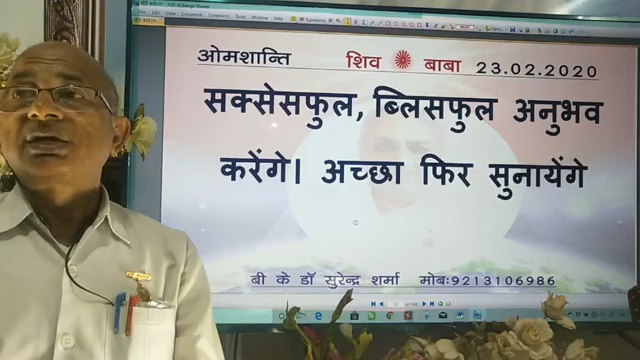 ओमशान्ति शिव बाबा 23.02.2020
सक्सेसफुल, ब्लिसफुल अनुभव
करेंगे। अच्छा फिर सुनायेंगे
बी के डॉ सुरेन्द्र शर्मा मोबः9213106986